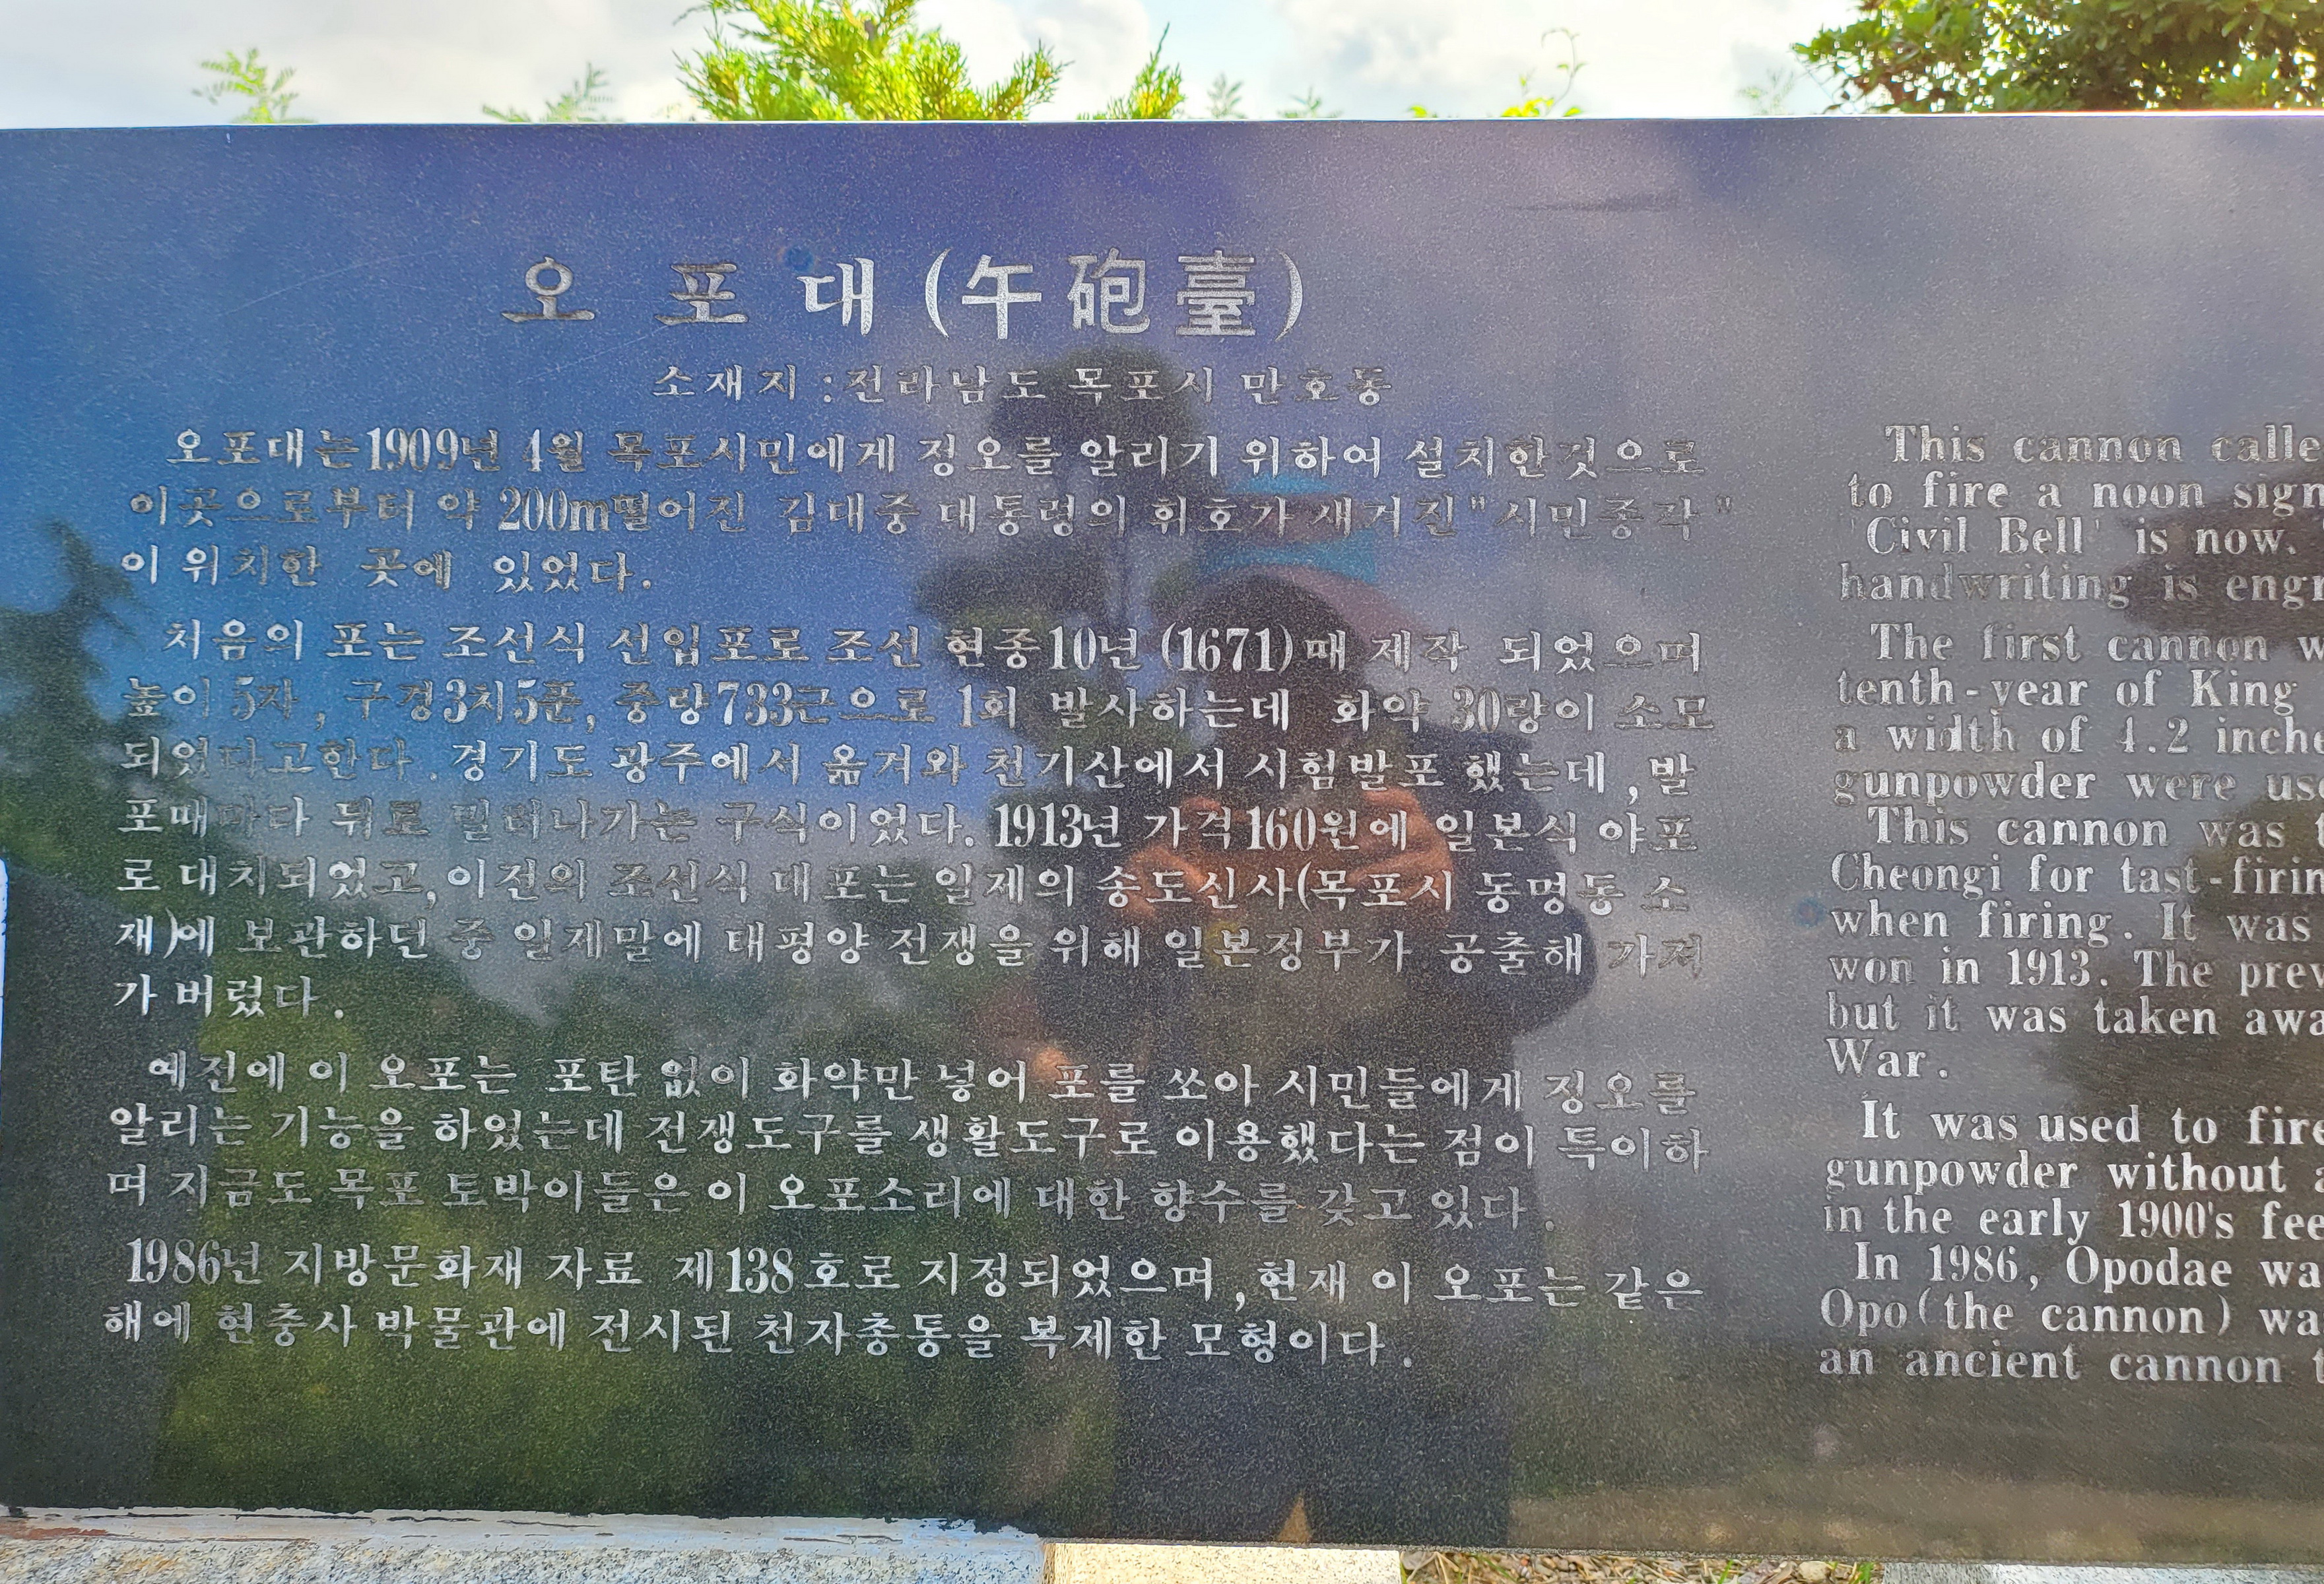 오 포 대 (午砲臺)
소재지 : 전라남도 목포시 만호동
오포대는 1909년 4월 목포시민에게 정오를 알리기 위하여 설치한것으로
이곳으로부터 약 200m떨어진 김대중 대통령의 휘호가 새겨진 "시민종각"
이 위치한 곳에 있었다.
처음의 포는 조선식 선입포로 조선 현종10년 (1671)때 제작 되었으며
높이 5자, 구경3치5푼, 중량733근으로 1회 발사하는데 화약 30량이 소모
되었다고한다. 경기도 광주에서 옮겨와 천기산에서 시험발포 했는데, 발
포때마다 뒤로 밀려나가는 구식이었다. 1913년 가격160원에 일본식 야포
로 대치되었고, 이전의 조선식 대포는 일제의 송도신사(목포시 동명동 소
재)에 보관하던 중 일제말에 태평양 전쟁을 위해 일본정부가 공출해 가져
가 버렸다.
예전에 이 오포는 포탄 없이 화약만 넣어 포를 쏘아 시민들에게 정오를
알리는 기능을 하였는데 전쟁도구를 생활도구로 이용했다는 점이 특이하
며 지금도 목포 토박이들은 이 오포소리에 대한 향수를 갖고 있다.
1986년 지방문화재 자료 제138호로 지정되었으며, 현재 이 오포는 같은
해에 현충사 박물관에 전시된 천자총통을 복제한 모형이다.
This cannon calle
to fire a noon sign
'Civil Bell' is now.
handwriting is engr
The first cannon w
tenth-year of King
a width of 4.2 inche
gunpowder were use
This cannon was
Cheongi for tast-firin
when firing. It was
won in 1913. The prev
but it was taken awa
War.
It was used to fire
gunpowder without a
in the early 1900's fee
In 1986, Opodae wa
Opo (the cannon) wa
an ancient cannon t